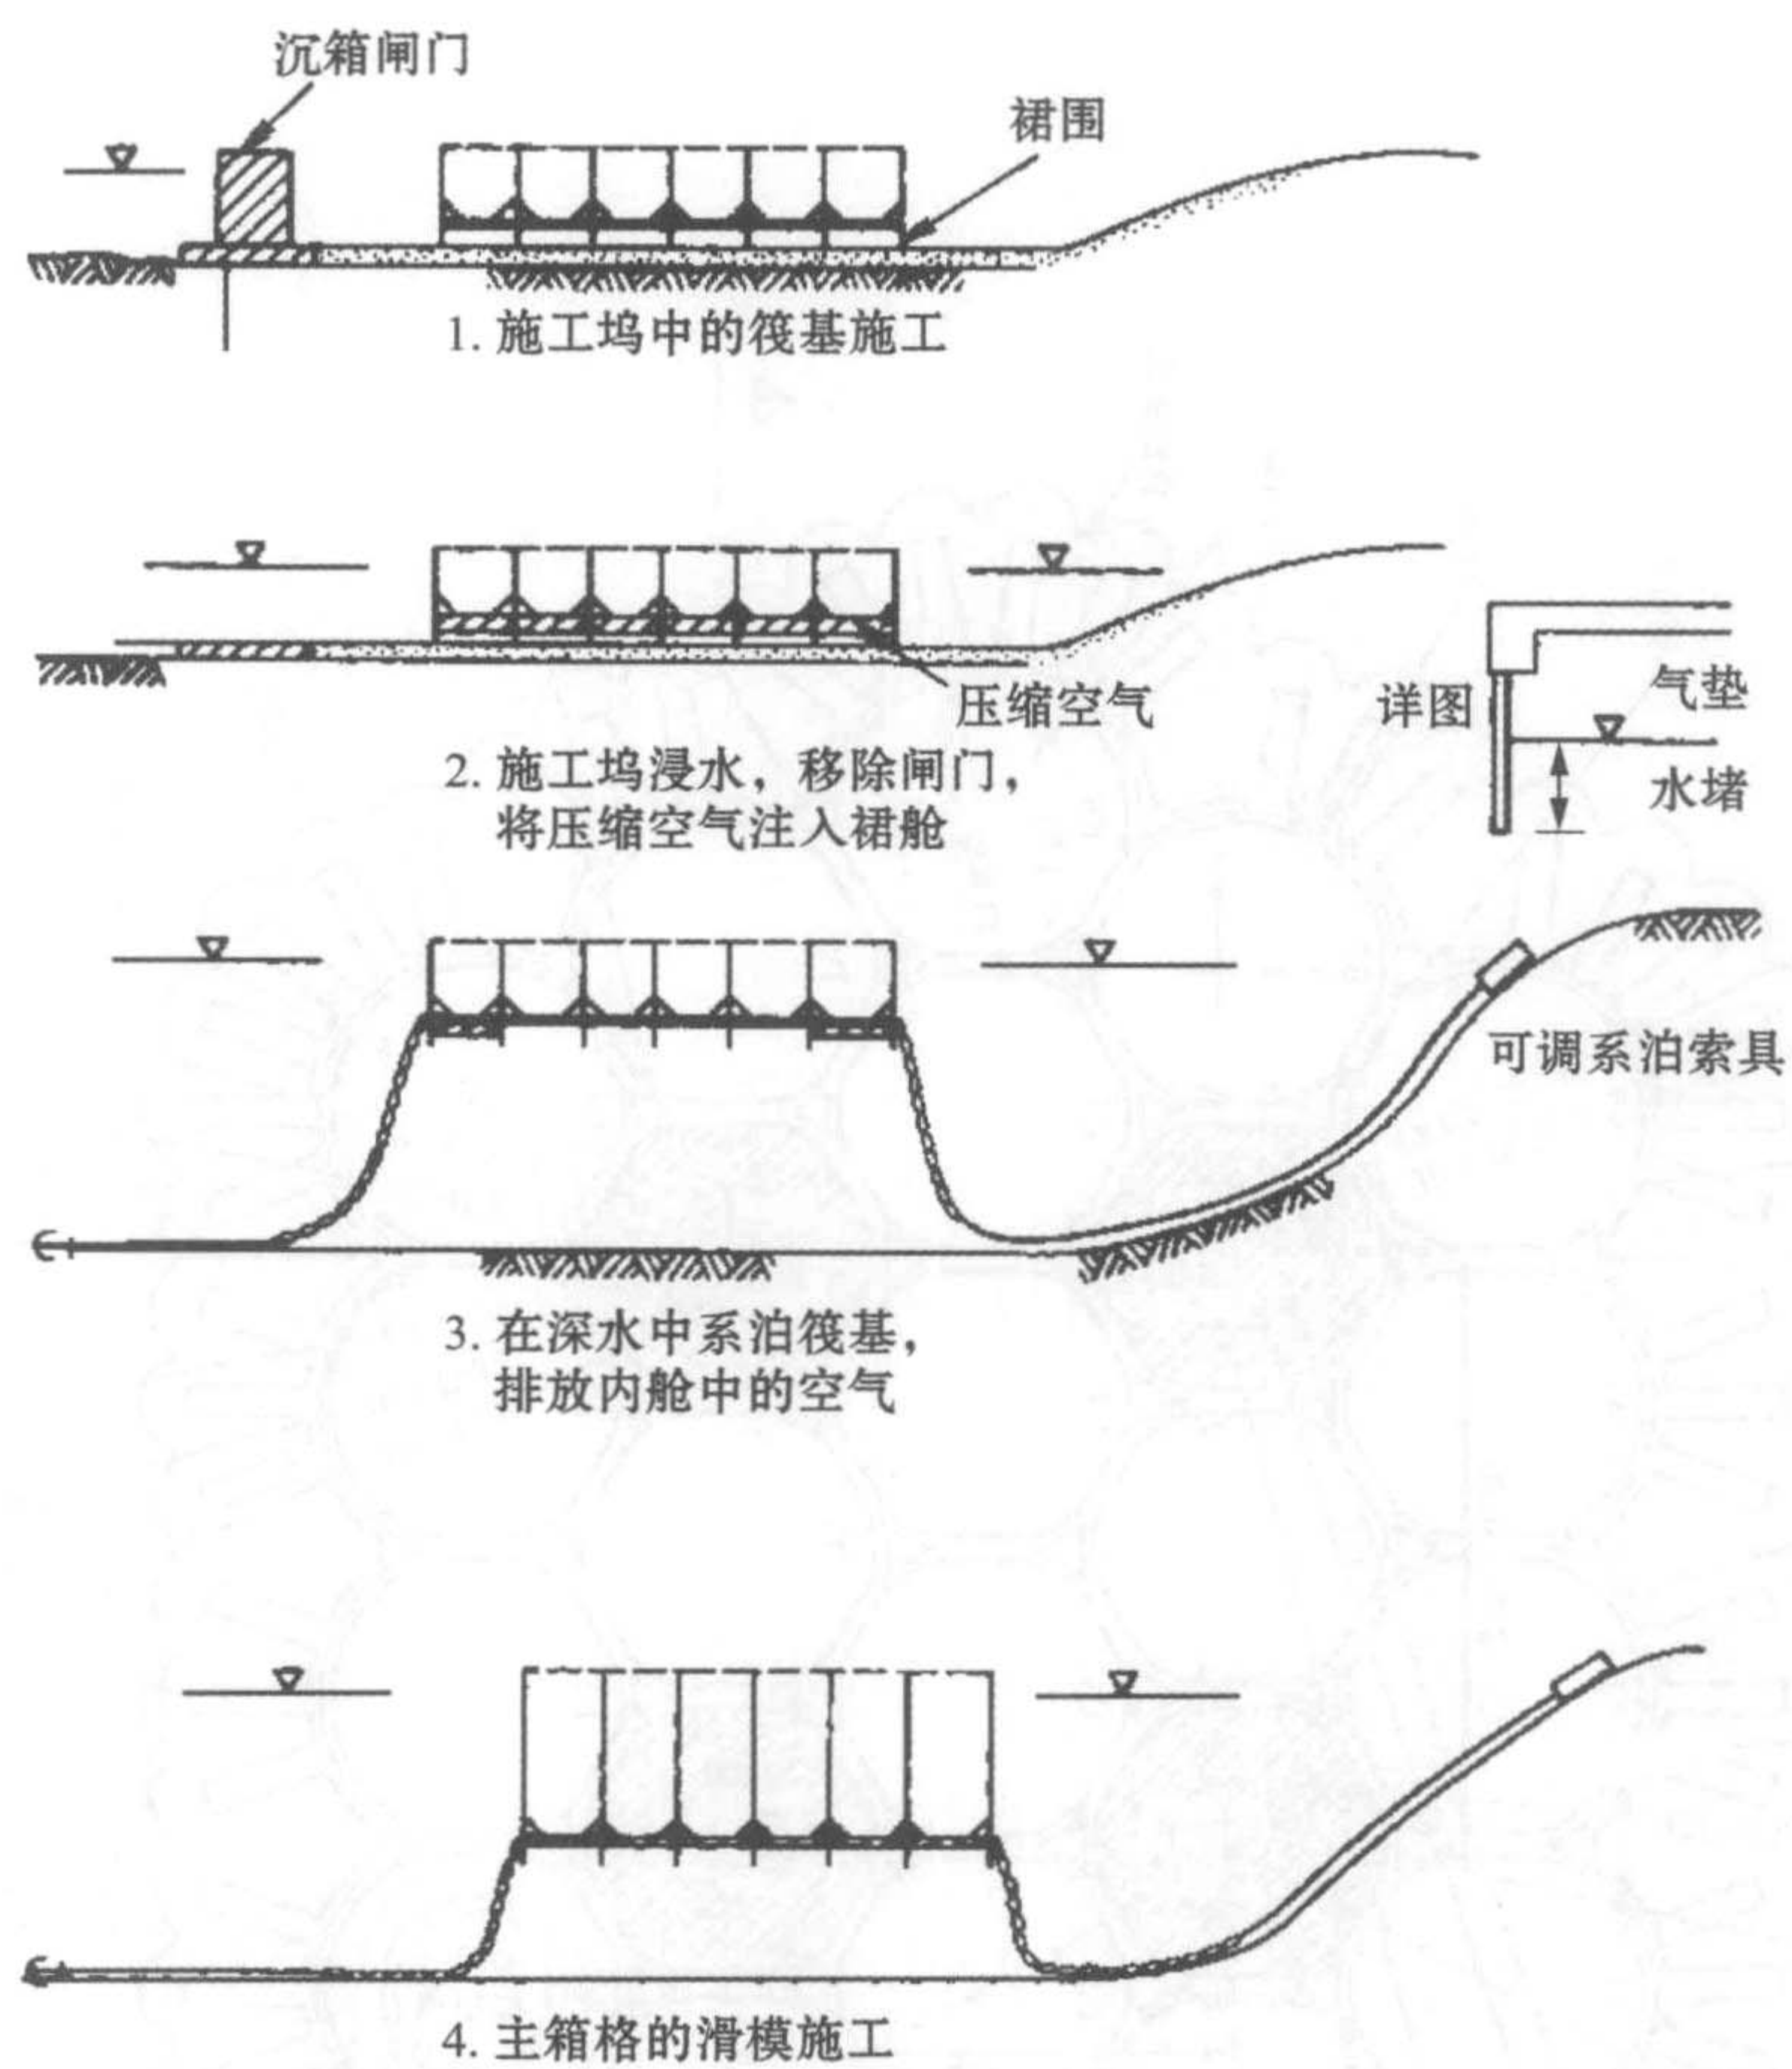 沉箱闸门
裙围
1. 施工坞中的筏基施工
压缩空气
2. 施工坞浸水，移除闸门，
将压缩空气注入裙舱
详图
气垫
水堵
可调系泊索具
3. 在深水中系泊筏基，
排放内舱中的空气
4. 主箱格的滑模施工